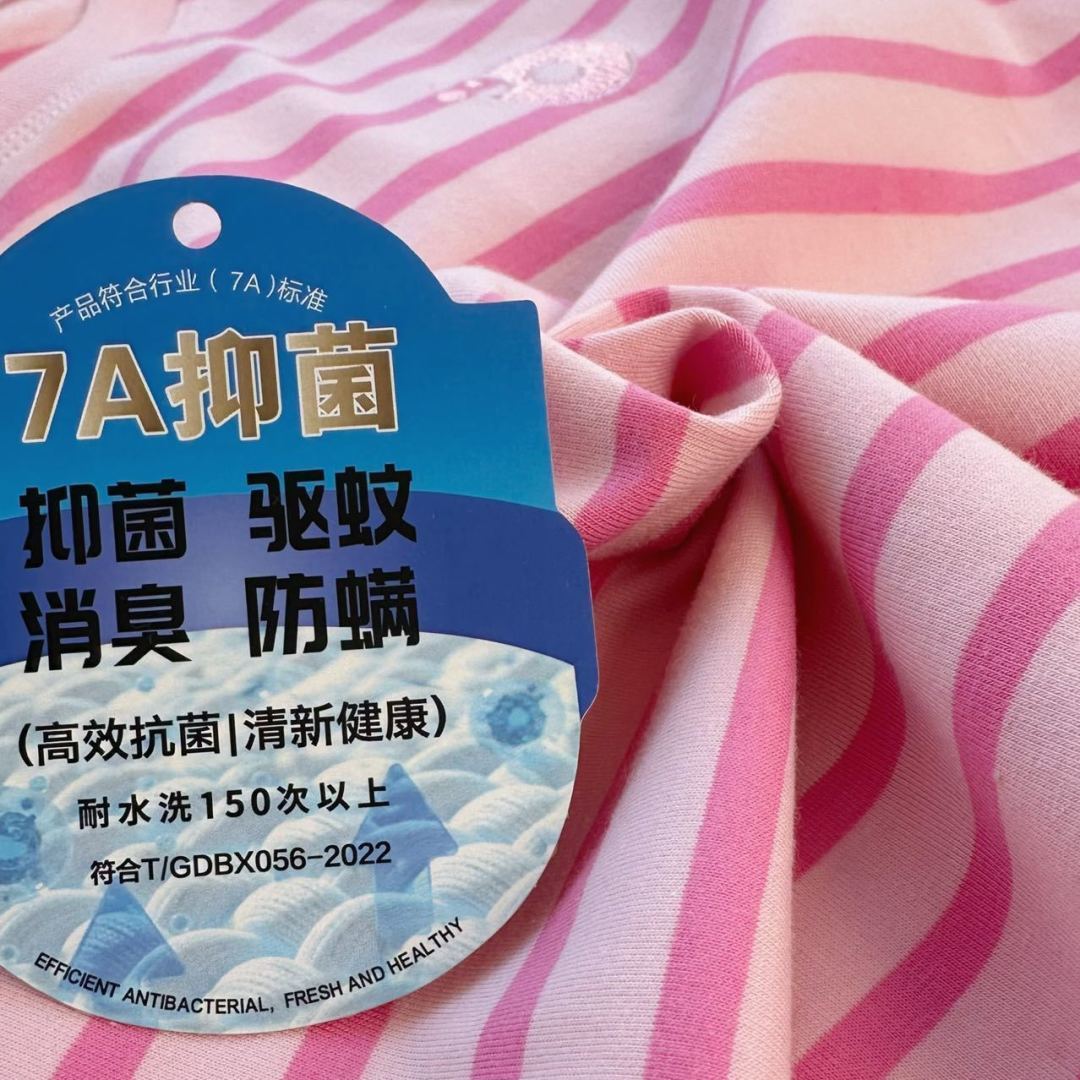 产品符合行业（7A）标准
7A抑菌
抑菌 驱蚊
消臭 防螨
（高效抗菌|清新健康）
耐水洗150次以上
符合T/GDBX056-2022
EFFICIENT ANTIBACTERIAL, FRESH AND HEALTHY